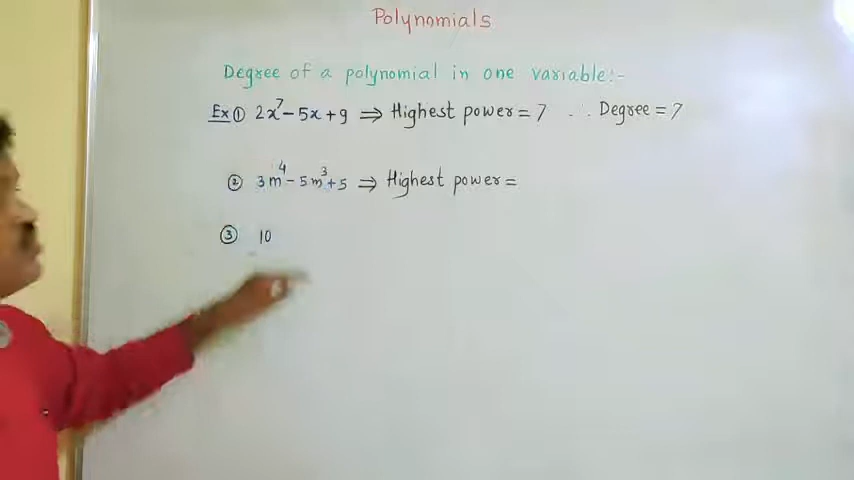 Polynomials
Degree of a polynomial in one variable:-
Ex ① 2x⁷ - 5x + 9 ⇒ Highest power = 7 ∴ Degree = 7
② 3m⁴ - 5m³ + 5 ⇒ Highest power =
③ 10